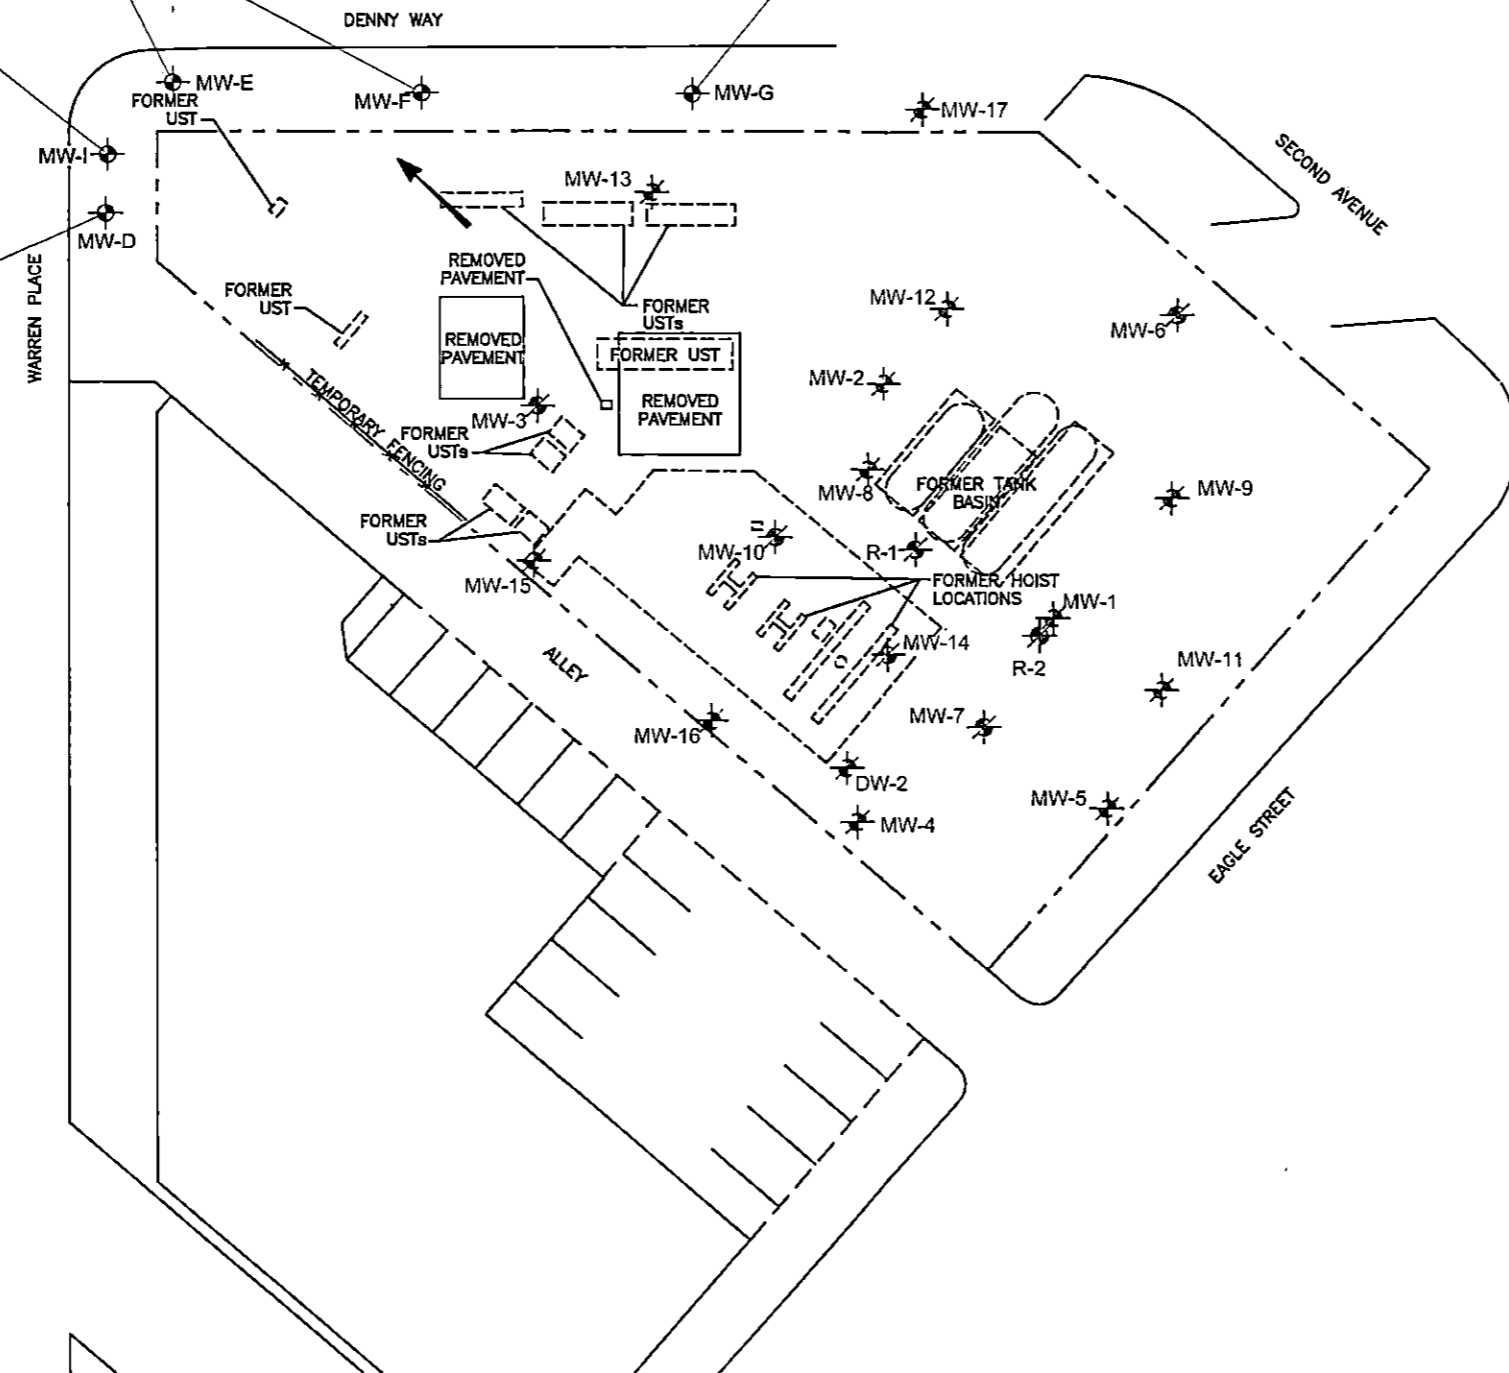 DENNY WAY
MW-E
MW-F
MW-G
MW-17
FORMER
UST
MW-I
MW-D
MW-13
SECOND AVENUE
WARREN PLACE
REMOVED
PAVEMENT
FORMER
UST
FORMER
USTs
MW-12
MW-6
REMOVED
PAVEMENT
FORMER UST
REMOVED
PAVEMENT
MW-2
TEMPORARY FENCING
MW-3
FORMER
USTs
MW-8
FORMER TANK
BASIN
MW-9
FORMER
USTs
MW-10
R-1
MW-15
FORMER HOIST
LOCATIONS
MW-1
MW-14
R-2
MW-11
ALLEY
MW-16
MW-7
DW-2
MW-5
MW-4
EAGLE STREET